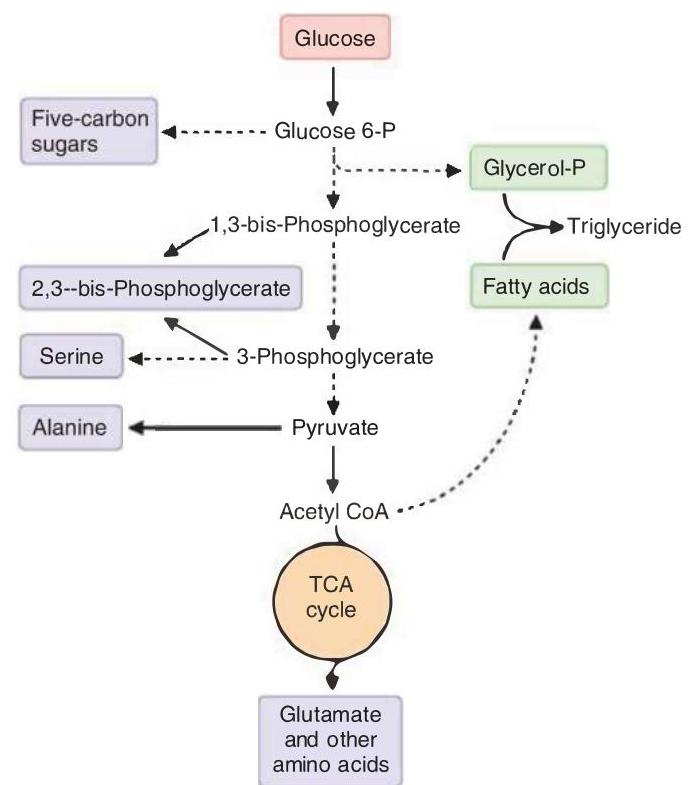 Glucose
Five-carbon
sugars
Glucose 6-P
Glycerol-P
1,3-bis-Phosphoglycerate
Triglyceride
2,3--bis-Phosphoglycerate
Fatty acids
Serine
3-Phosphoglycerate
Alanine
Pyruvate
Acetyl CoA
TCA
cycle
Glutamate
and other
amino acids